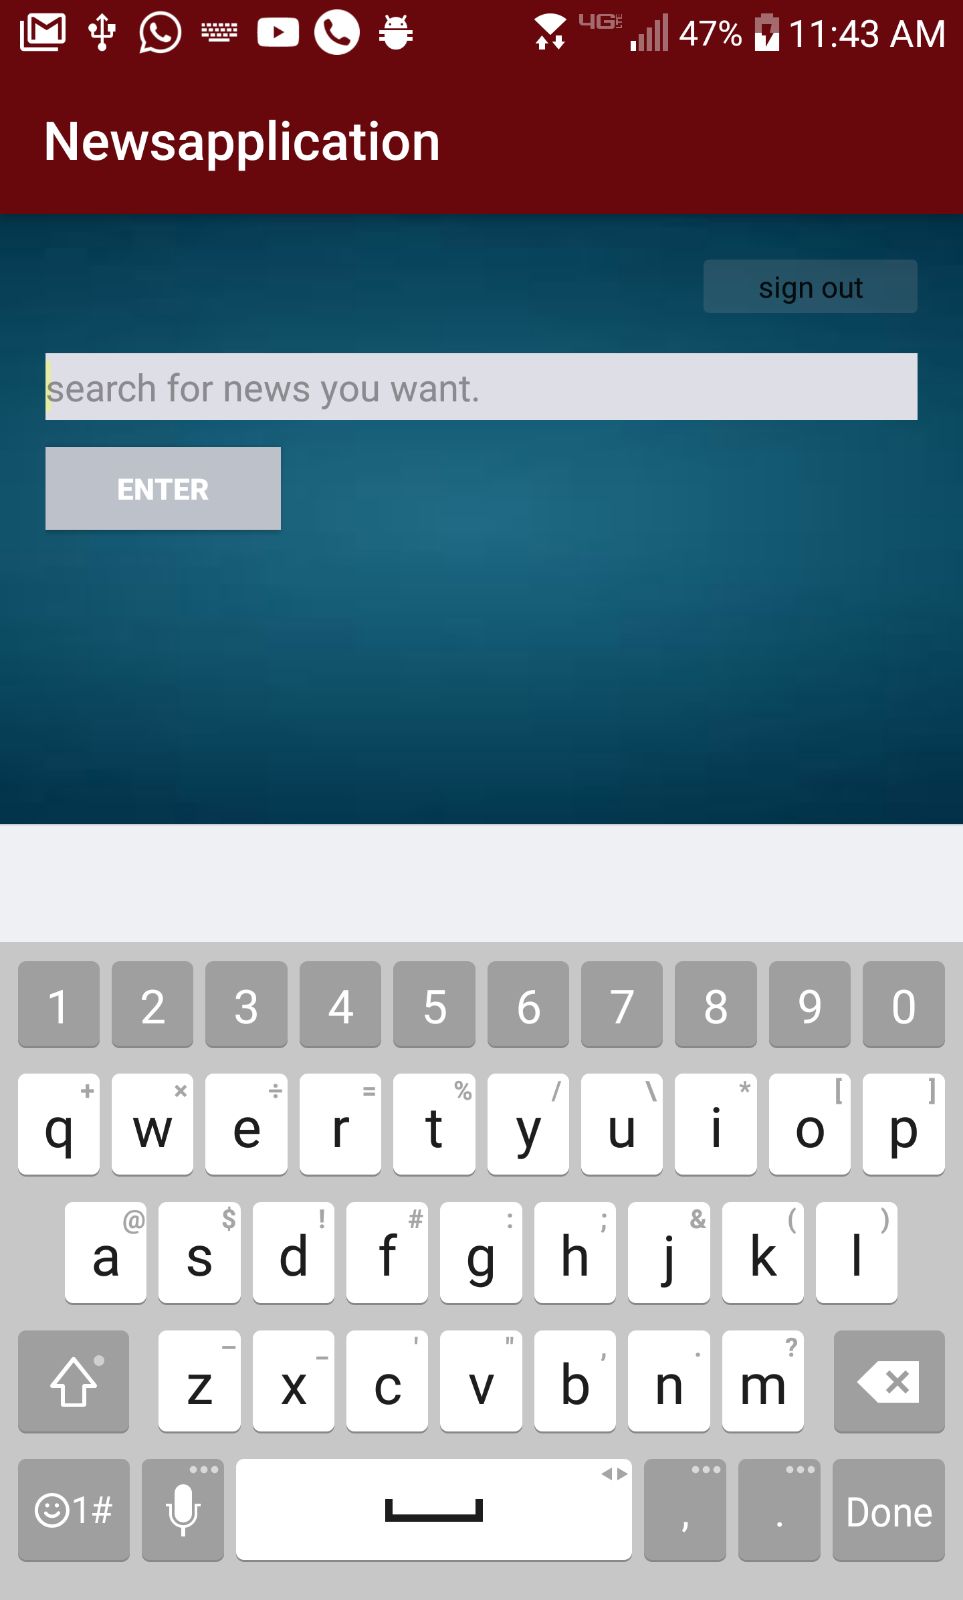 4G LTE 47% 11:43 AM
Newsapplication
sign out
search for news you want.
ENTER
1 2 3 4 5 6 7 8 9 0
+ × ÷ = % / \ * [ ]
q w e r t y u i o p
@ $ ! # : ; & ( )
a s d f g h j k l
– _ ' " , . ?
z x c v b n m
1# , . Done